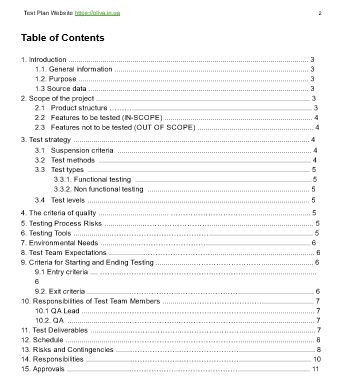 Test Plan Website https://oliva.in.ua 2
Table of Contents
1. Introduction 3
1.1. General information 3
1.2. Purpose 3
1.3 Source data 3
2. Scope of the project 3
2.1 Product structure 3
2.2 Features to be tested (IN-SCOPE) 4
2.3 Features not to be tested (OUT OF SCOPE) 4
3. Test strategy 4
3.1 Suspension criteria 4
3.2 Test methods 4
3.3 Test types 5
3.3.1. Functional testing 5
3.3.2. Non functional testing 5
3.4 Test levels 5
4. The criteria of quality 5
5. Testing Process Risks 5
6. Testing Tools 5
7. Environmental Needs 6
8. Test Team Expectations 6
9. Criteria for Starting and Ending Testing 6
9.1 Entry criteria
6
9.2. Exit criteria 6
10. Responsibilities of Test Team Members 7
10.1 QA Lead 7
10.2. QA 7
11. Test Deliverables 7
12. Schedule 8
13. Risks and Contingencies 8
14. Responsibilities 10
15. Approvals 11